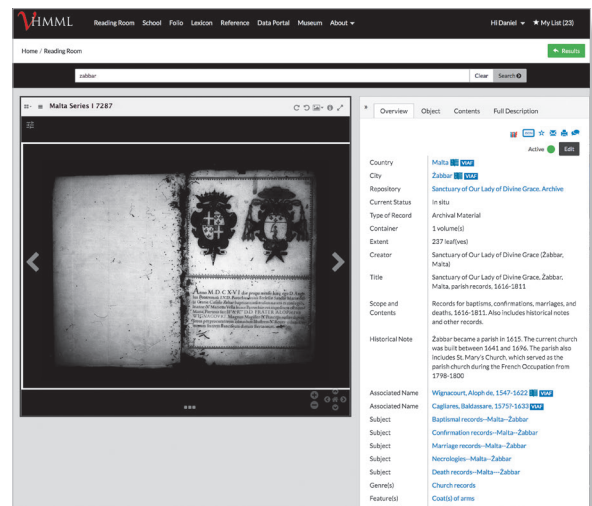 VHMML
Reading Room School Folio Lexicon Reference Data Portal Museum About
Hi Daniel ★ My List (23)
Home / Reading Room
Results
zabbar
Clear Search
Malta Series I 7287
Overview Object Contents Full Description
Active Edit
Country Malta VIAF
City Żabbar VIAF
Repository Sanctuary of Our Lady of Divine Grace, Archive
Current Status In situ
Type of Record Archival Material
Container 1 volume(s)
Extent 237 leaf(ves)
Creator Sanctuary of Our Lady of Divine Grace (Żabbar,
Malta)
Title Sanctuary of Our Lady of Divine Grace, Żabbar,
Malta, parish records, 1616-1811
Scope and Contents Records for baptisms, confirmations, marriages, and
deaths, 1616-1811. Also includes historical notes
and other records.
Historical Note Żabbar became a parish in 1615. The current church
was built between 1641 and 1696. The parish also
includes St. Mary's Church, which served as the
parish church during the French Occupation from
1798-1800
Associated Name Wignacourt, Aloph de, 1547-1622 VIAF
Associated Name Cagliares, Baldassare, 1575?-1633 VIAF
Subject Baptismal records--Malta--Żabbar
Subject Confirmation records--Malta--Żabbar
Subject Marriage records--Malta--Żabbar
Subject Necrologies--Malta--Żabbar
Subject Death records--Malta---Żabbar
Genre(s) Church records
Feature(s) Coat(s) of arms